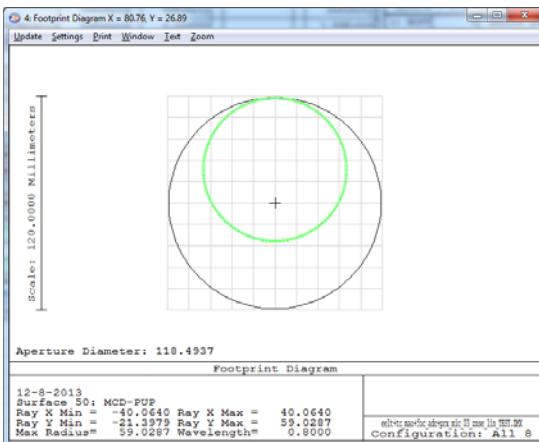 4: Footprint Diagram X = 80.76, Y = 26.89
Update Settings Print Window Text Zoom
Scale: 120.0000 Millimeters
Aperture Diameter: 118.4937
Footprint Diagram
12-8-2013
Surface 50: MCD-PUP
Ray X Min = -40.0640 Ray X Max = 40.0640
Ray Y Min = -21.3979 Ray Y Max = 59.0287
Max Radius= 59.0287 Wavelength= 0.8000
Configuration: All 8